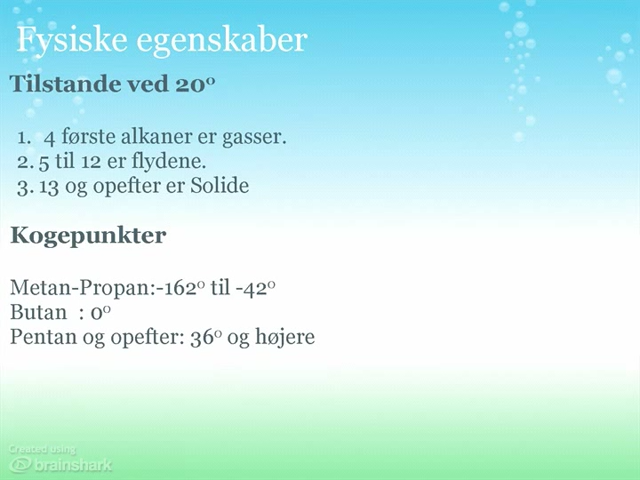 Fysiske egenskaber
Tilstande ved 20º
1. 4 første alkaner er gasser.
2. 5 til 12 er flydene.
3. 13 og opefter er Solide
Kogepunkter
Metan-Propan:-162º til -42º
Butan : 0º
Pentan og opefter: 36º og højere
Created using
brainshark